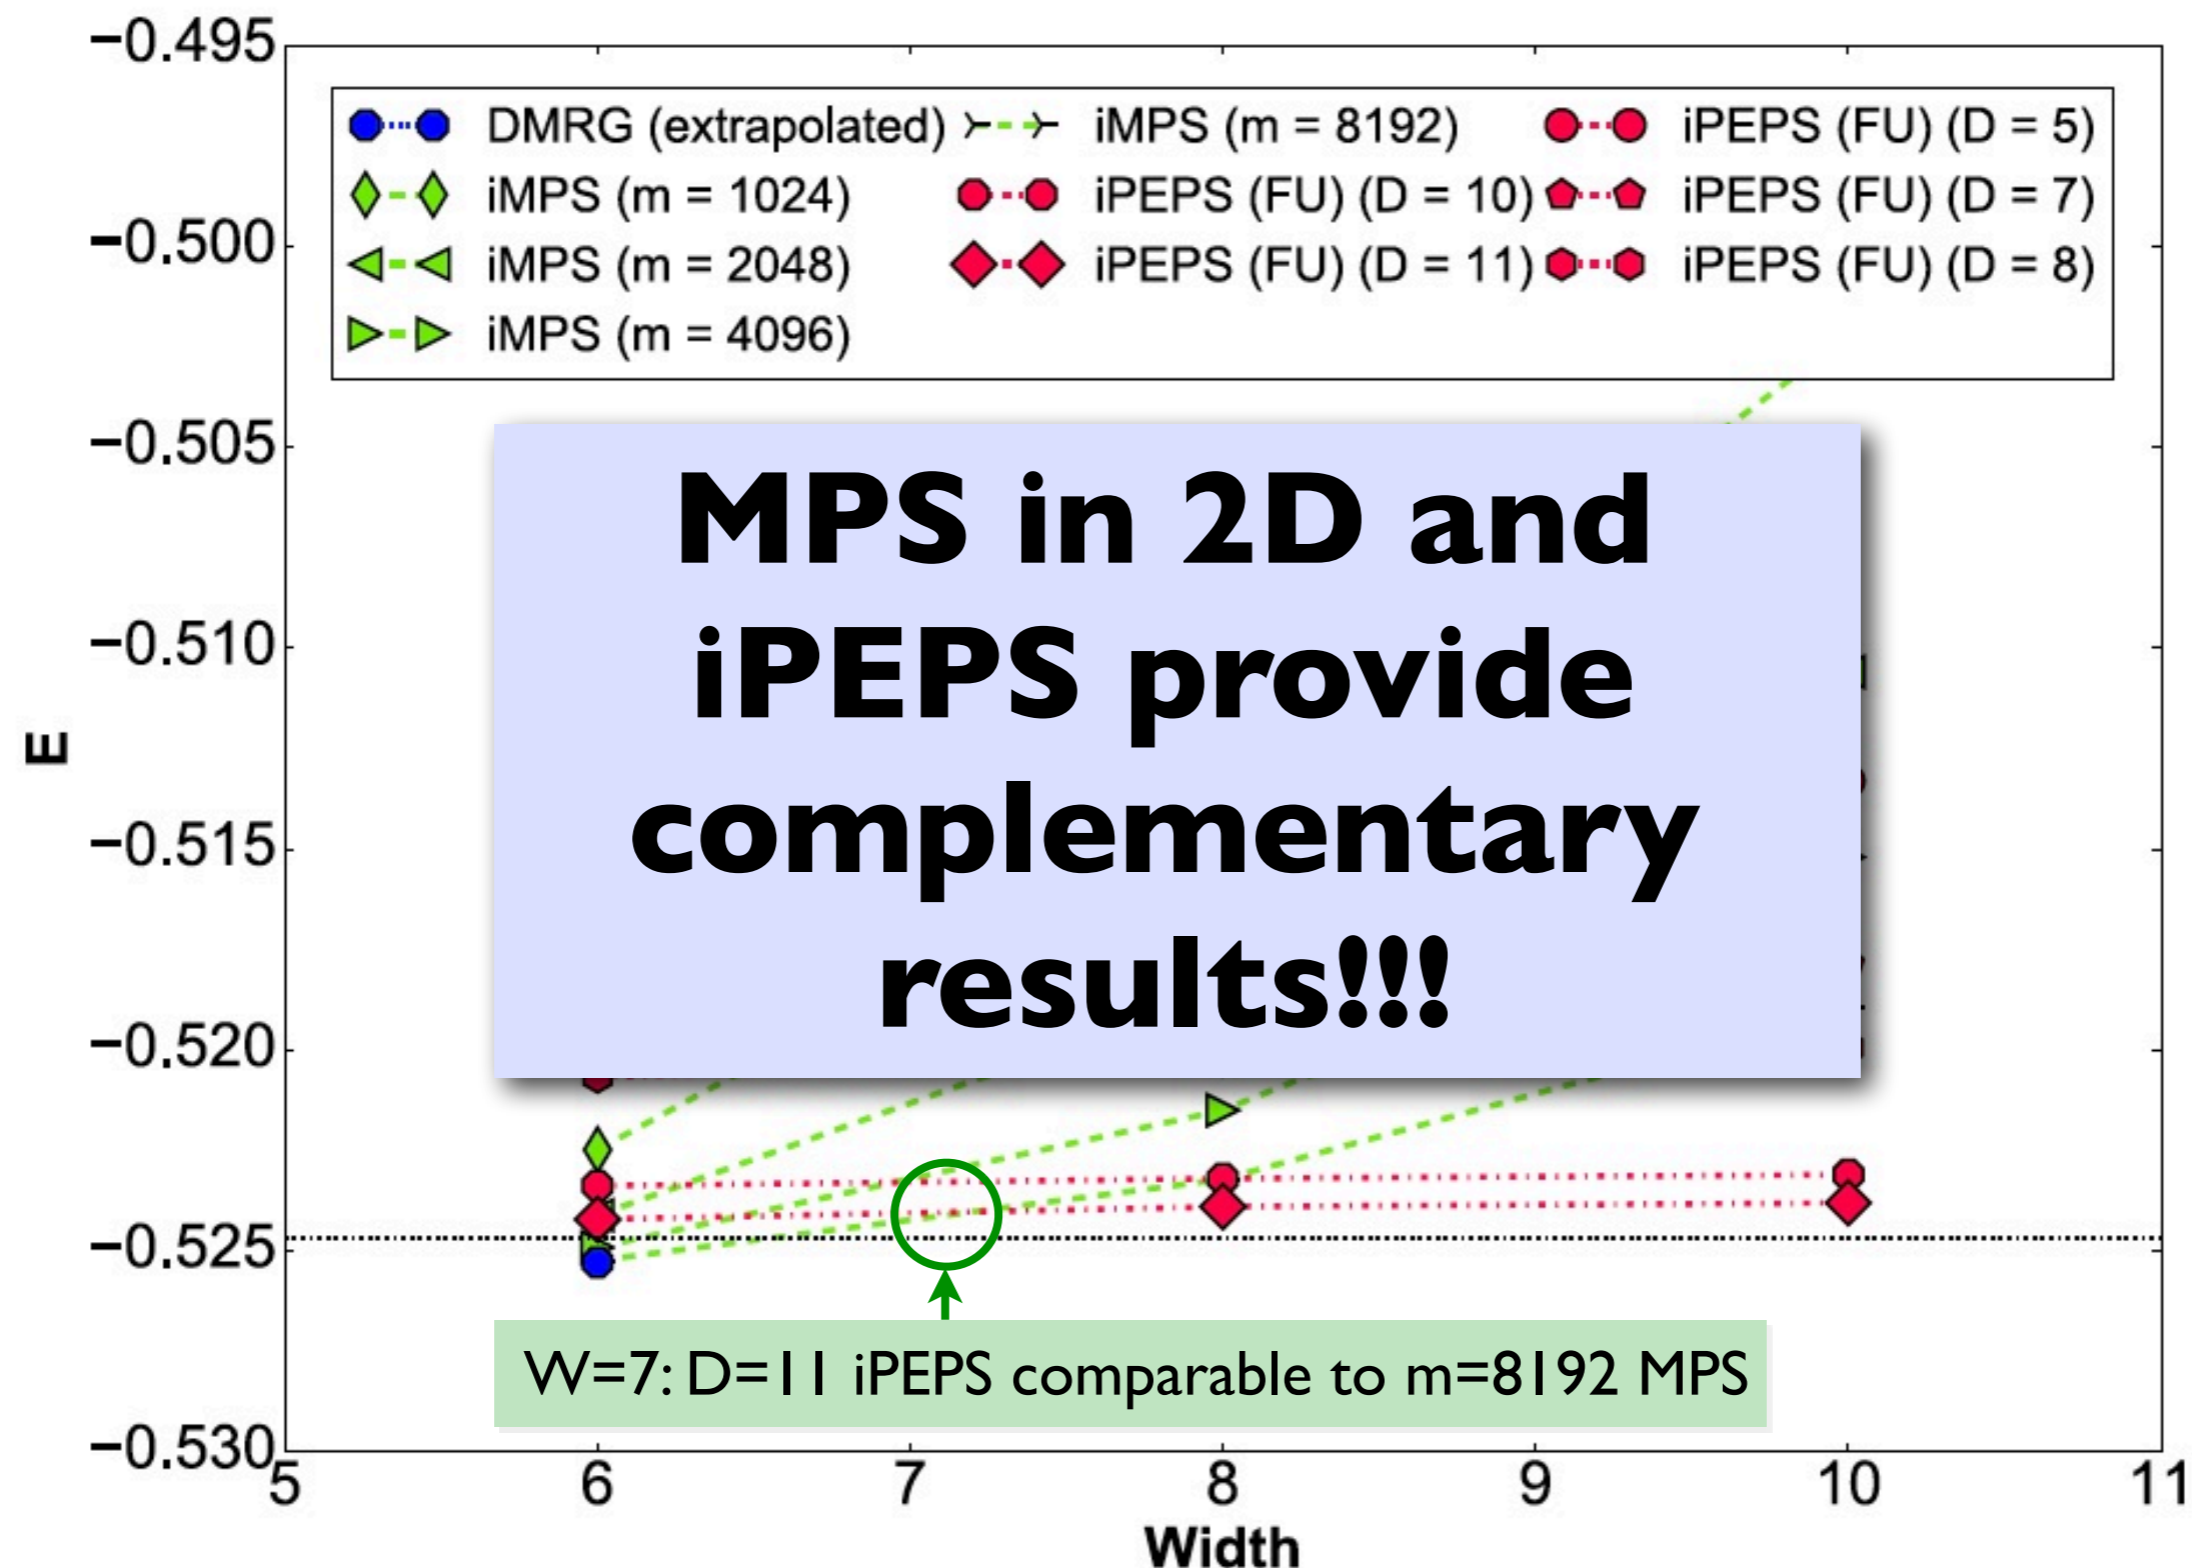 −0.495
−0.500
−0.505
−0.510
−0.515
−0.520
−0.525
−0.530
E
DMRG (extrapolated)
iMPS (m = 1024)
iMPS (m = 2048)
iMPS (m = 4096)
iMPS (m = 8192)
iPEPS (FU) (D = 10)
iPEPS (FU) (D = 11)
iPEPS (FU) (D = 5)
iPEPS (FU) (D = 7)
iPEPS (FU) (D = 8)
MPS in 2D and
iPEPS provide
complementary
results!!!
W=7: D=11 iPEPS comparable to m=8192 MPS
5 6 7 8 9 10 11
Width